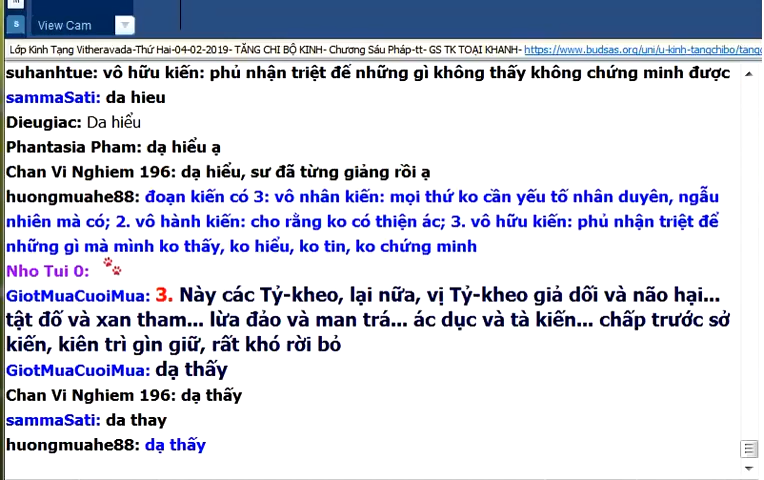 View Cam
Lớp Kinh Tạng Vitheravada-Thứ Hai-04-02-2019- TĂNG CHI BỘ KINH- Chương Sáu Pháp-tt- GS TK TOẠI KHANH- https://www.budsas.org/uni/u-kinh-tangchibo/tang
suhanhtue: vô hữu kiến: phủ nhận triệt để những gì không thấy không chứng minh được
sammaSati: da hieu
Dieugiac: Da hiểu
Phantasia Pham: dạ hiểu ạ
Chan Vi Nghiem 196: dạ hiểu, sư đã từng giảng rồi ạ
huongmuahe88: đoạn kiến có 3: vô nhân kiến: mọi thứ ko cần yếu tố nhân duyên, ngẫu
nhiên mà có; 2. vô hành kiến: cho rằng ko có thiện ác; 3. vô hữu kiến: phủ nhận triệt để
những gì mà mình ko thấy, ko hiểu, ko tin, ko chứng minh
Nho Tui 0:
GiotMuaCuoiMua: 3. Này các Tỷ-kheo, lại nữa, vị Tỷ-kheo giả dối và não hại...
tật đố và xan tham... lừa đảo và man trá... ác dục và tà kiến... chấp trước sở
kiến, kiên trì gìn giữ, rất khó rời bỏ
GiotMuaCuoiMua: dạ thấy
Chan Vi Nghiem 196: dạ thấy
sammaSati: da thay
huongmuahe88: dạ thấy